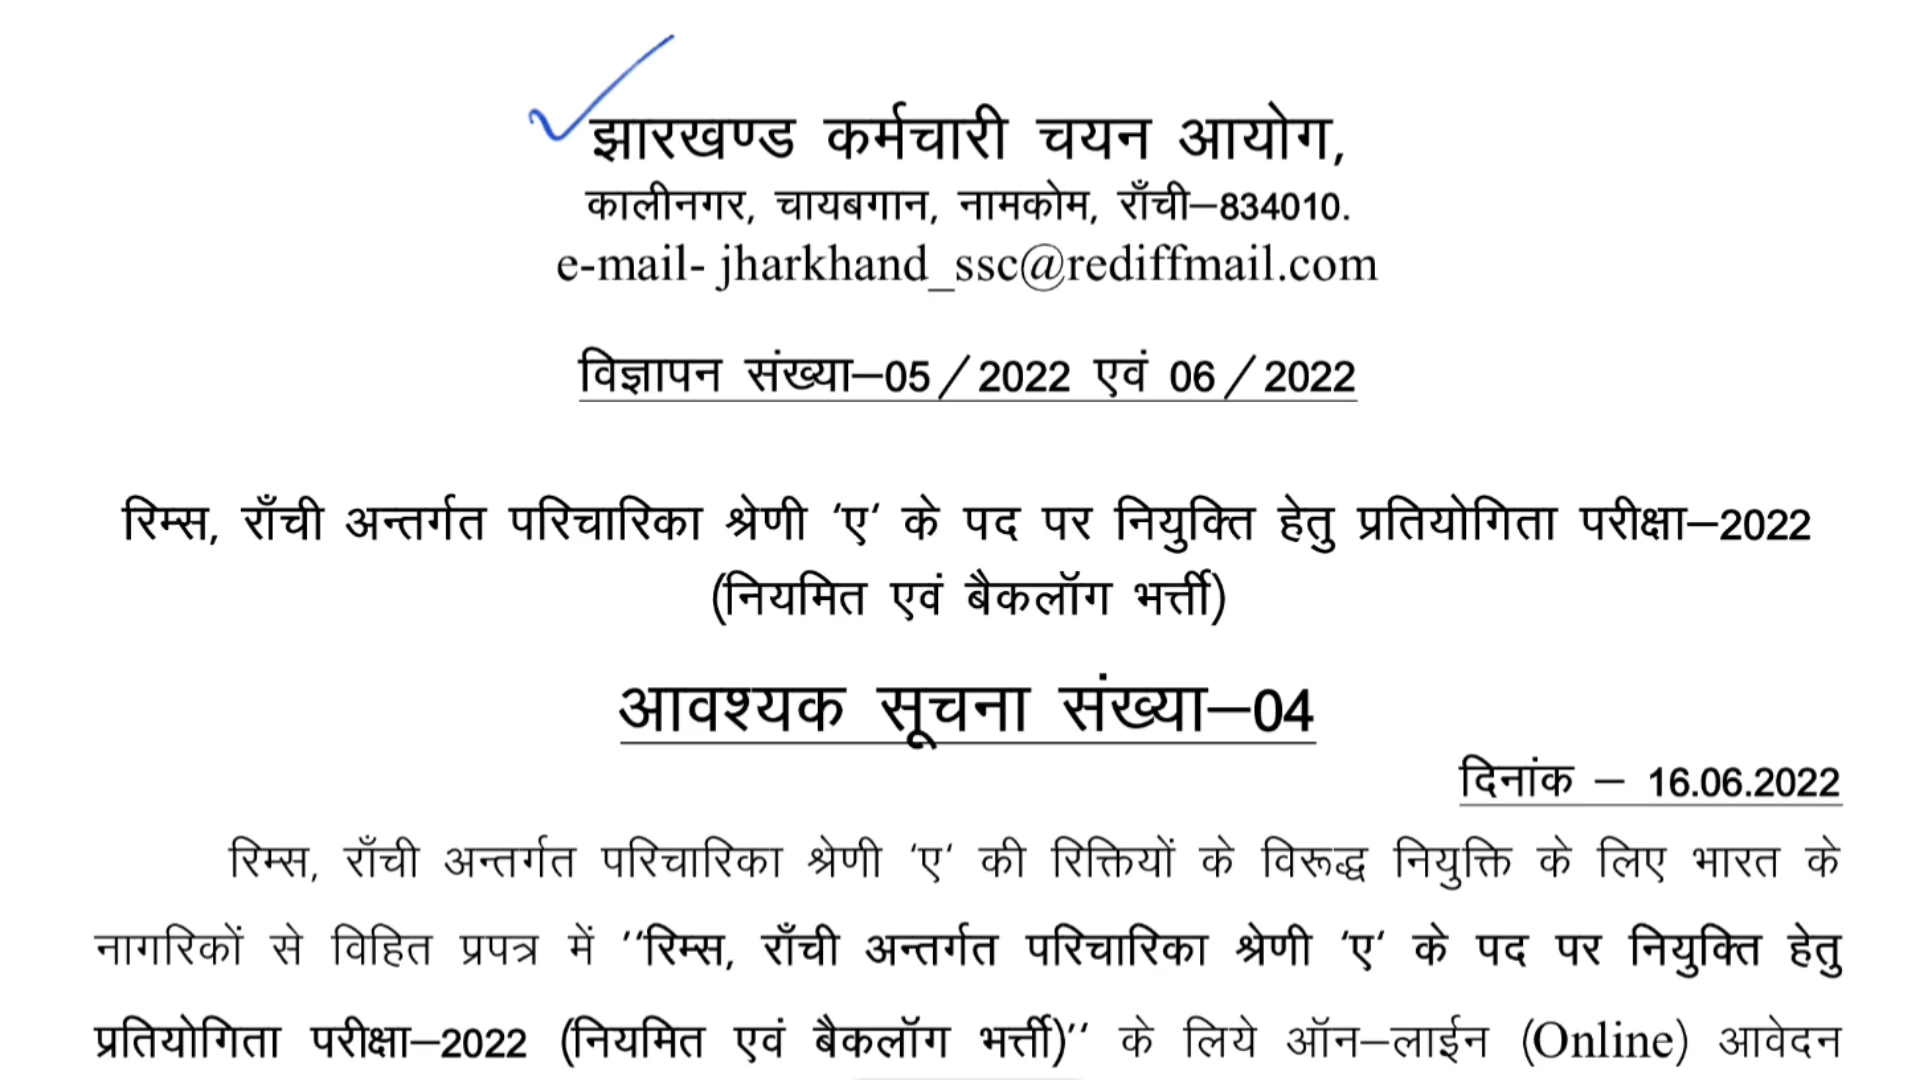 झारखण्ड कर्मचारी चयन आयोग,
कालीनगर, चायबगान, नामकोम, राँची–834010.
e-mail- jharkhand_ssc@rediffmail.com
विज्ञापन संख्या–05/2022 एवं 06/2022
रिम्स, राँची अन्तर्गत परिचारिका श्रेणी ‘ए‘ के पद पर नियुक्ति हेतु प्रतियोगिता परीक्षा–2022
(नियमित एवं बैकलॉग भर्त्ती)
आवश्यक सूचना संख्या–04
दिनांक – 16.06.2022
रिम्स, राँची अन्तर्गत परिचारिका श्रेणी ‘ए‘ की रिक्तियों के विरूद्ध नियुक्ति के लिए भारत के
नागरिकों से विहित प्रपत्र में ’‘रिम्स, राँची अन्तर्गत परिचारिका श्रेणी ‘ए‘ के पद पर नियुक्ति हेतु
प्रतियोगिता परीक्षा–2022 (नियमित एवं बैकलॉग भर्त्ती)’‘ के लिये ऑन–लाईन (Online) आवेदन